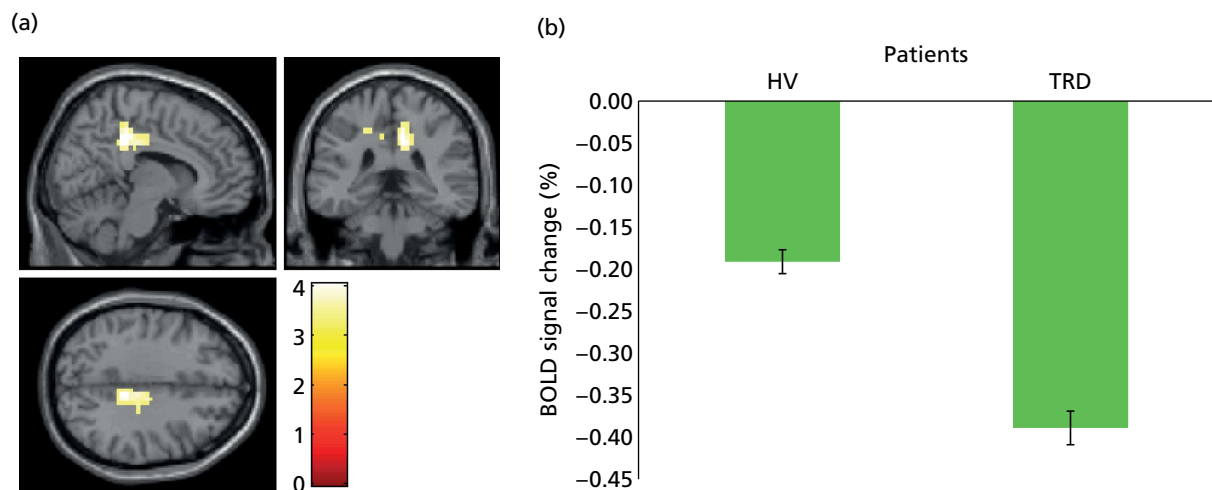 (a)
4
3
2
1
0
(b)
Patients
HV
TRD
BOLD signal change (%)
0.00
–0.05
–0.10
–0.15
–0.20
–0.25
–0.30
–0.35
–0.40
–0.45